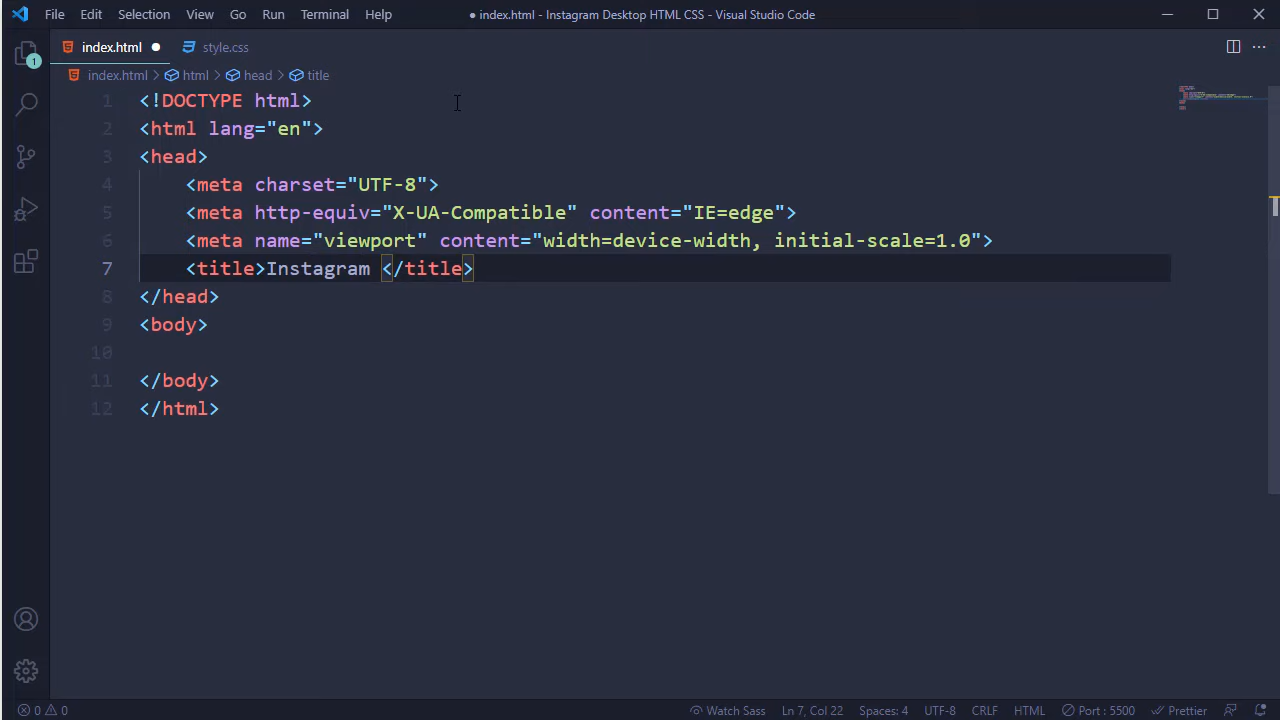 File Edit Selection View Go Run Terminal Help ● index.html - Instagram Desktop HTML CSS - Visual Studio Code
index.html ● style.css
index.html > html > head > title
1 <!DOCTYPE html>
2 <html lang="en">
3 <head>
4 <meta charset="UTF-8">
5 <meta http-equiv="X-UA-Compatible" content="IE=edge">
6 <meta name="viewport" content="width=device-width, initial-scale=1.0">
7 <title>Instagram </title>
8 </head>
9 <body>
10
11 </body>
12 </html>
1
0 0 Watch Sass Ln 7, Col 22 Spaces: 4 UTF-8 CRLF HTML Port : 5500 Prettier